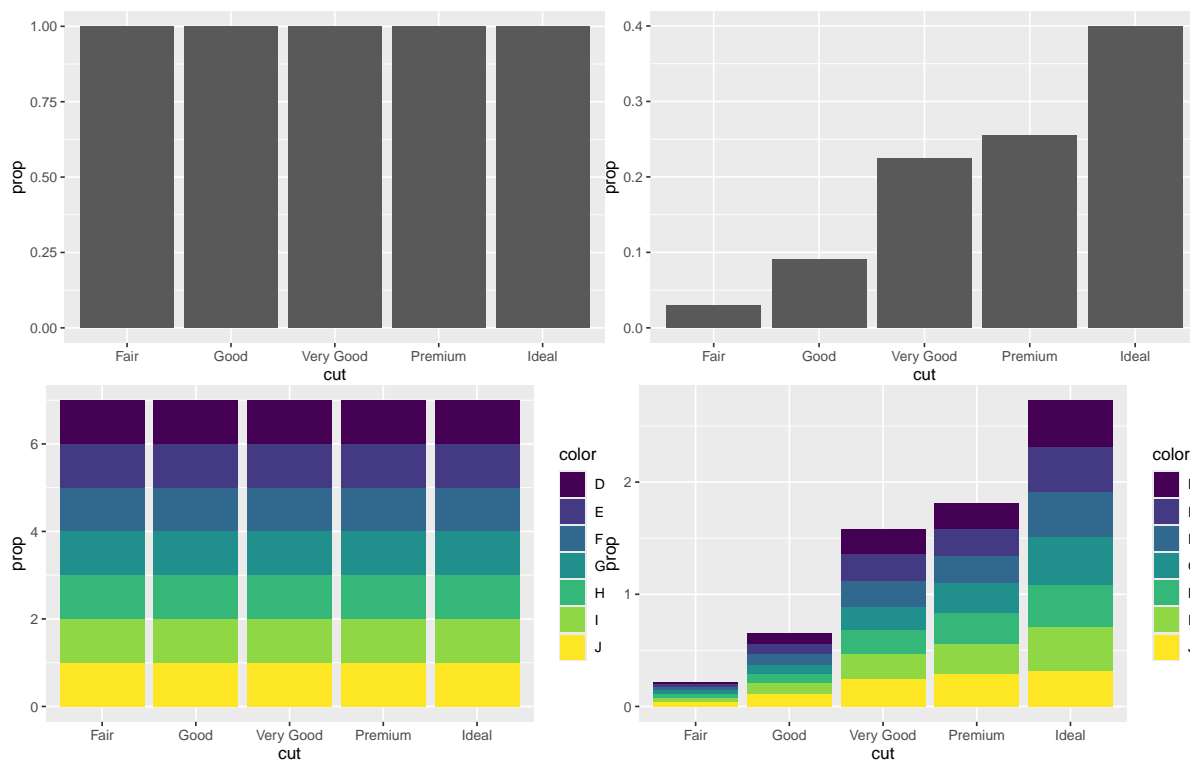 1.00
0.75
0.50
0.25
0.00
prop
Fair Good Very Good Premium Ideal
cut
0.4
0.3
0.2
0.1
0.0
prop
Fair Good Very Good Premium Ideal
cut
6
4
2
0
prop
Fair Good Very Good Premium Ideal
cut
color
D
E
F
G
H
I
J
2
1
0
prop
Fair Good Very Good Premium Ideal
cut
color